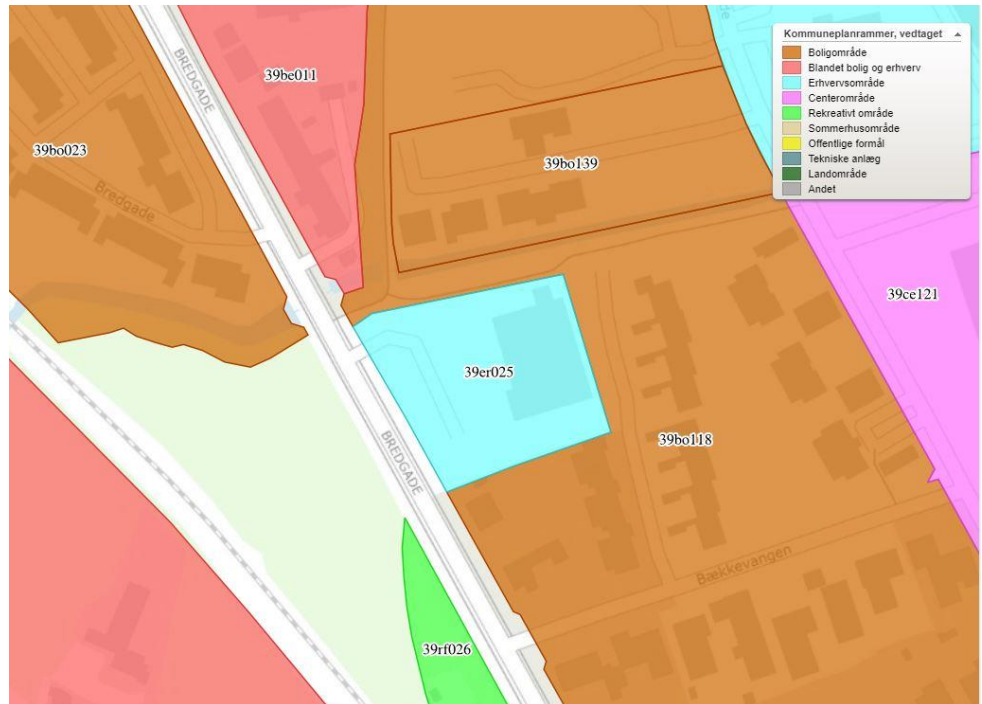 Kommuneplanrammer, vedtaget
Boligområde
Blandet bolig og erhverv
Erhvervsområde
Centerområde
Rekreativt område
Sommerhusområde
Offentlige formål
Tekniske anlæg
Landområde
Andet
BREDGADE
39be011
39bo023
39bo139
Bredgade
39ce121
39er025
39bo118
BREDGADE
Bækkevangen
39rf026